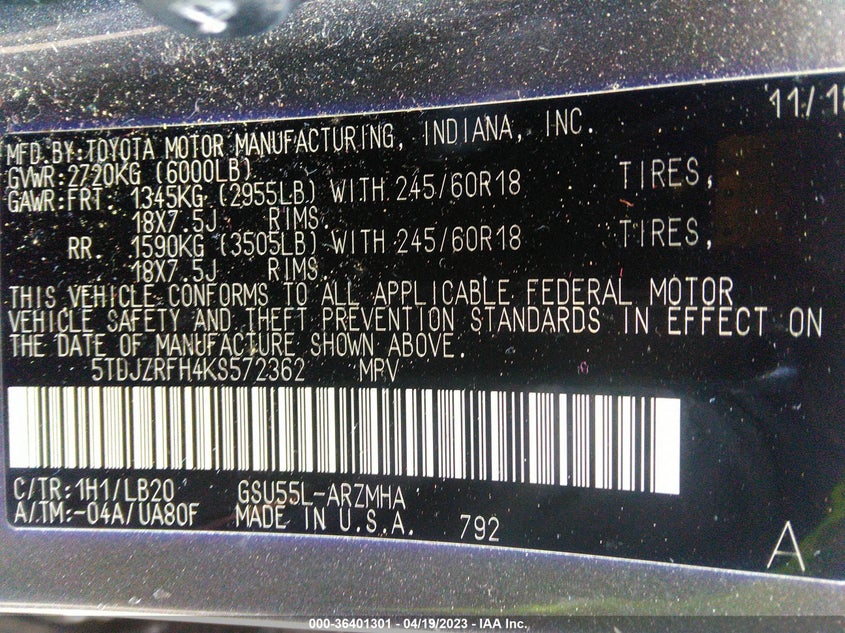 11/18
MFD.BY:TOYOTA MOTOR MANUFACTURING, INDIANA, INC.
GVWR:2720KG (6000LB)
GAWR:FRT. 1345KG (2955LB) WITH 245/60R18 TIRES,
18X7.5J RIMS.
RR. 1590KG (3505LB) WITH 245/60R18 TIRES,
18X7.5J RIMS.
THIS VEHICLE CONFORMS TO ALL APPLICABLE FEDERAL MOTOR
VEHICLE SAFETY AND THEFT PREVENTION STANDARDS IN EFFECT ON
THE DATE OF MANUFACTURE SHOWN ABOVE.
5TDJZRFH4KS572362 MPV
C/TR:1H1/LB20 GSU55L-ARZMHA
A/TM:-04A/UA80F MADE IN U.S.A. 792
A
000-36401301 - 04/19/2023 - IAA Inc.